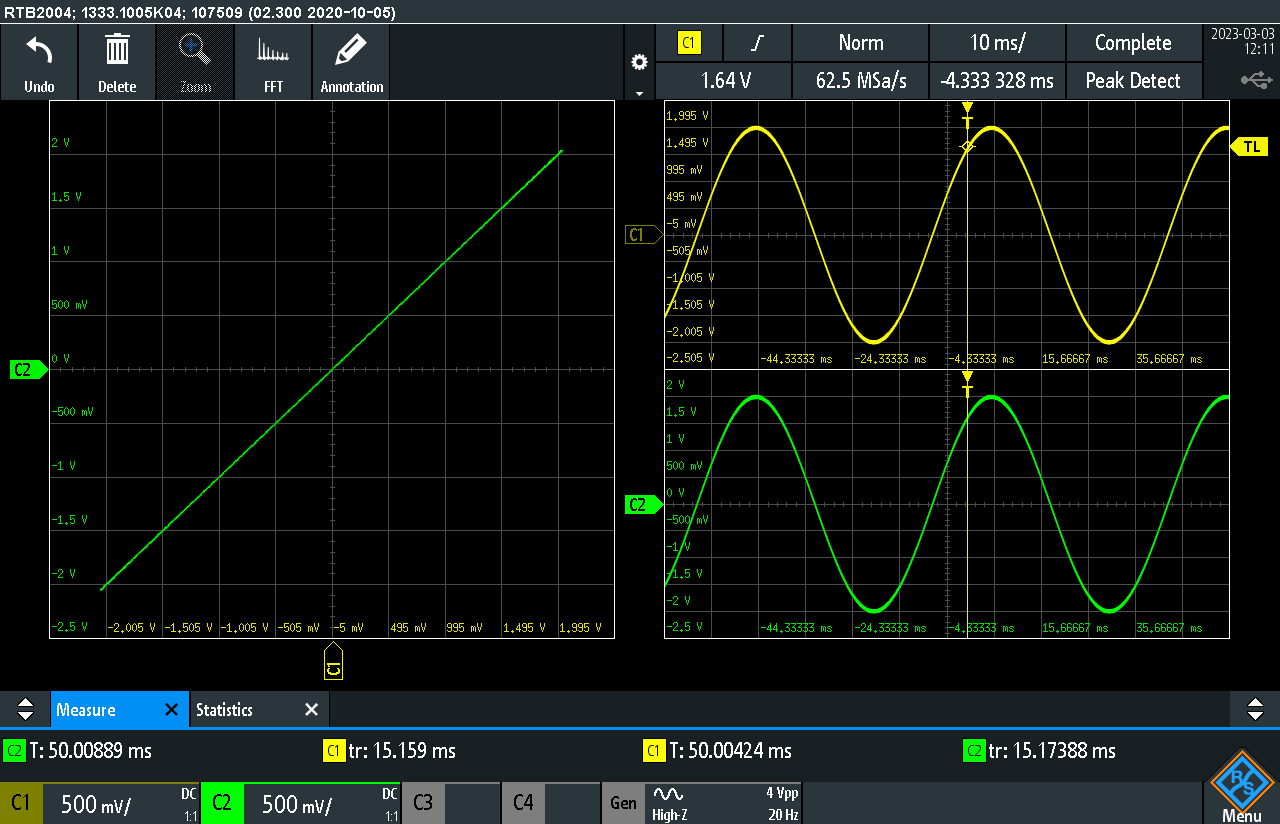 RTB2004; 1333.1005K04; 107509 (02.300 2020-10-05)
Undo
Delete
Zoom
FFT
Annotation
C1
Norm
10 ms/
Complete
2023-03-03
12:11
1.64 V
62.5 MSa/s
-4.333 328 ms
Peak Detect
2 V
1.5 V
1 V
500 mV
0 V
-500 mV
-1 V
-1.5 V
-2 V
-2.5 V
-2.005 V
-1.505 V
-1.005 V
-505 mV
-5 mV
495 mV
995 mV
1.495 V
1.995 V
C2
C1
1.995 V
1.495 V
995 mV
495 mV
-5 mV
-505 mV
-1.005 V
-1.505 V
-2.005 V
-2.505 V
-44.33333 ms
-24.33333 ms
-4.33333 ms
15.66667 ms
35.66667 ms
T
TL
C1
2 V
1.5 V
1 V
500 mV
0 V
-500 mV
-1 V
-1.5 V
-2 V
-2.5 V
-44.33333 ms
-24.33333 ms
-4.33333 ms
15.66667 ms
35.66667 ms
T
C2
Measure
Statistics
C2 T: 50.00889 ms
C1 tr: 15.159 ms
C1 T: 50.00424 ms
C2 tr: 15.17388 ms
C1 500 mV/ DC 1:1
C2 500 mV/ DC 1:1
C3
C4
Gen
High-Z
4 Vpp
20 Hz
R&S
Menu